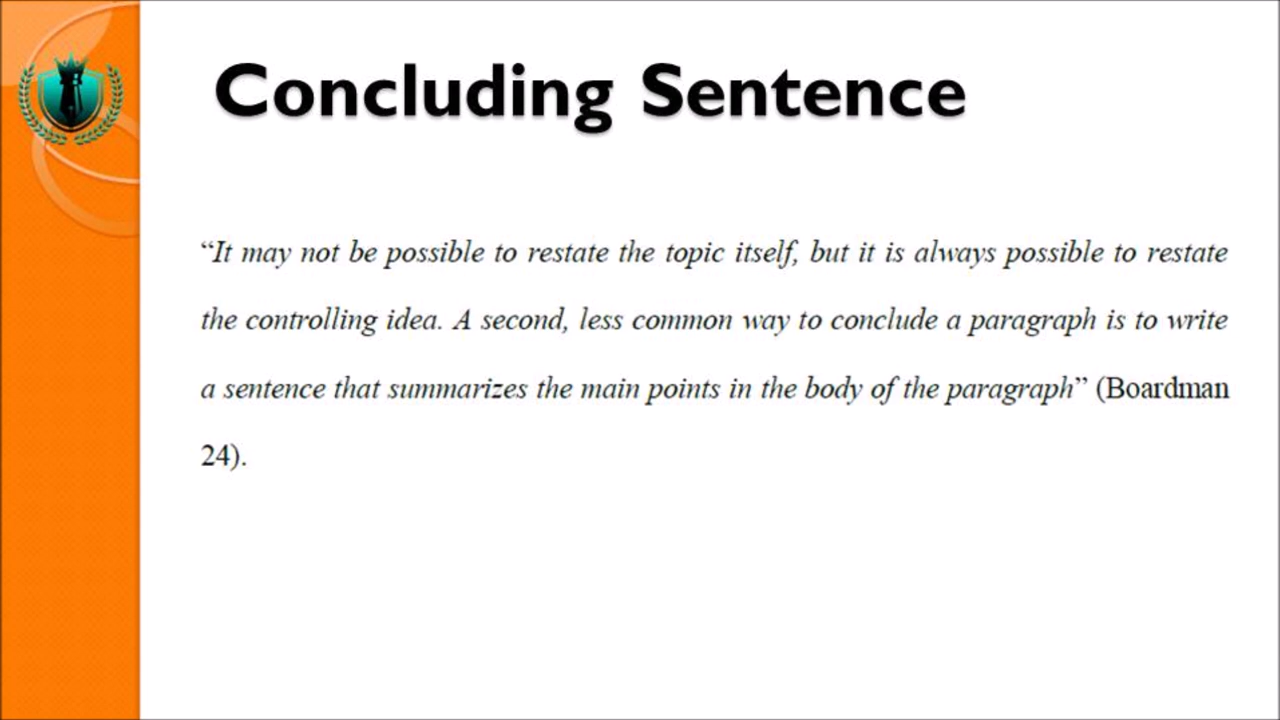 Concluding Sentence
“It may not be possible to restate the topic itself, but it is always possible to restate
the controlling idea. A second, less common way to conclude a paragraph is to write
a sentence that summarizes the main points in the body of the paragraph” (Boardman
24).